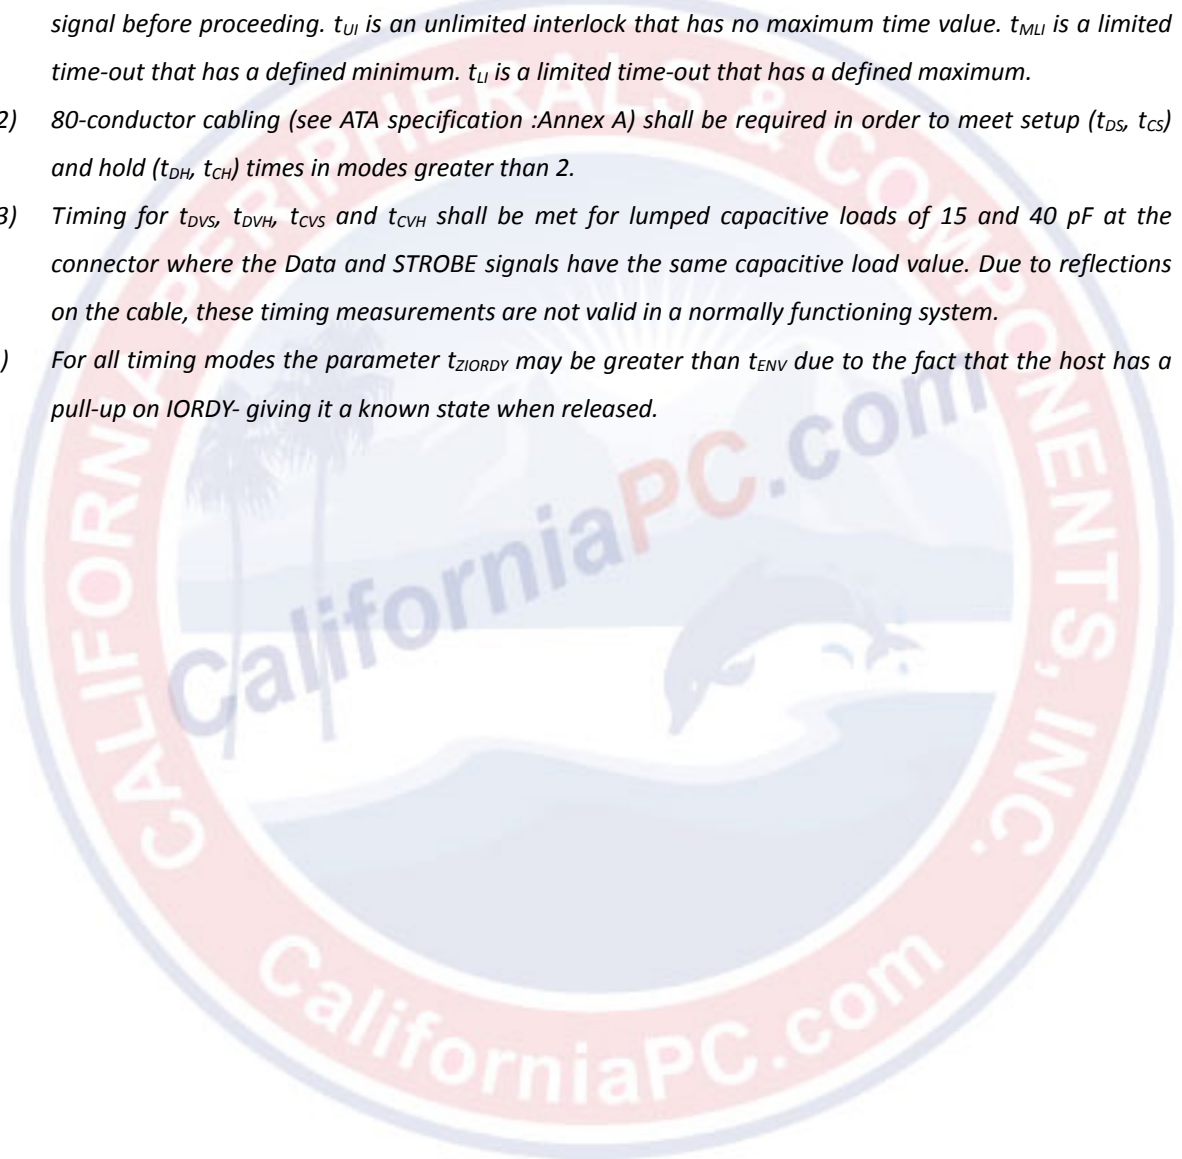 signal before proceeding. tUI is an unlimited interlock that has no maximum time value. tMLI is a limited
time-out that has a defined minimum. tLI is a limited time-out that has a defined maximum.
2) 80-conductor cabling (see ATA specification :Annex A) shall be required in order to meet setup (tDS, tCS)
and hold (tDH, tCH) times in modes greater than 2.
3) Timing for tDVS, tDVH, tCVS and tCVH shall be met for lumped capacitive loads of 15 and 40 pF at the
connector where the Data and STROBE signals have the same capacitive load value. Due to reflections
on the cable, these timing measurements are not valid in a normally functioning system.
) For all timing modes the parameter tZIORDY may be greater than tENV due to the fact that the host has a
pull-up on IORDY- giving it a known state when released.
CALIFORNIA PERIPHERALS & COMPONENTS, INC.
CaliforniaPC.com
CaliforniaPC.com